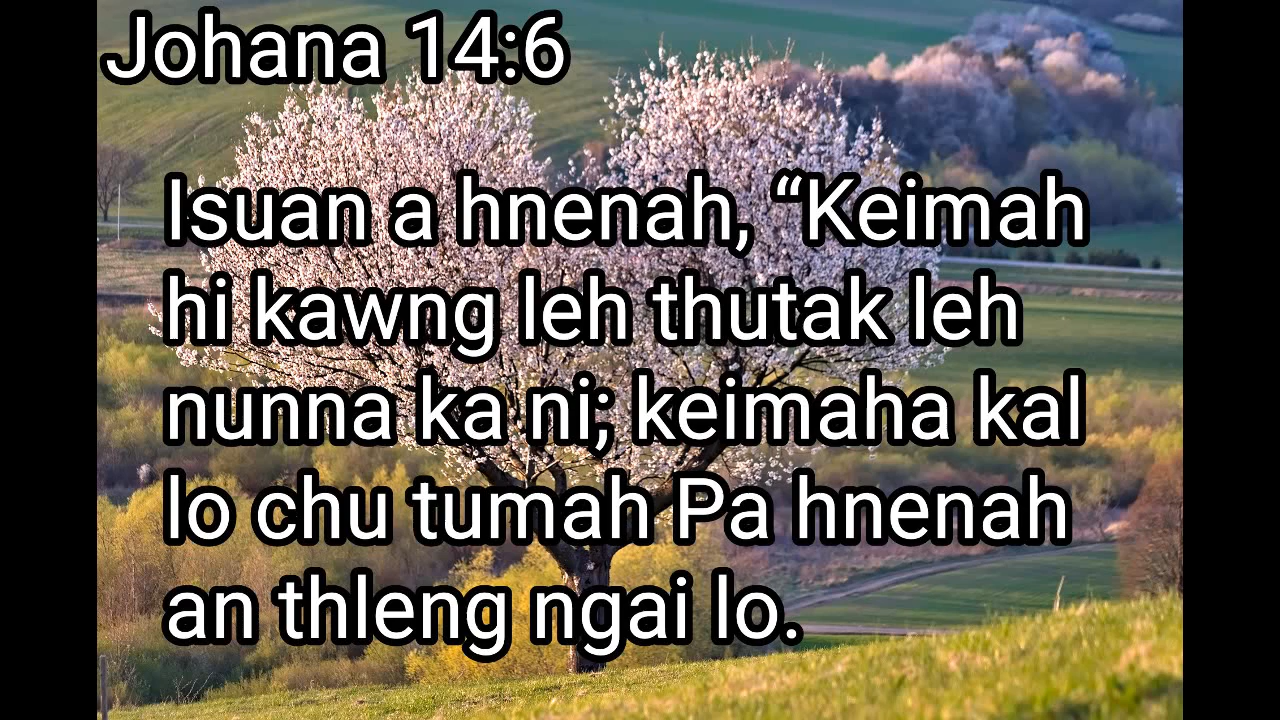 Johana 14:6
Isuan a hnenah, “Keimah
hi kawng leh thutak leh
nunna ka ni; keimaha kal
lo chu tumah Pa hnenah
an thleng ngai lo.